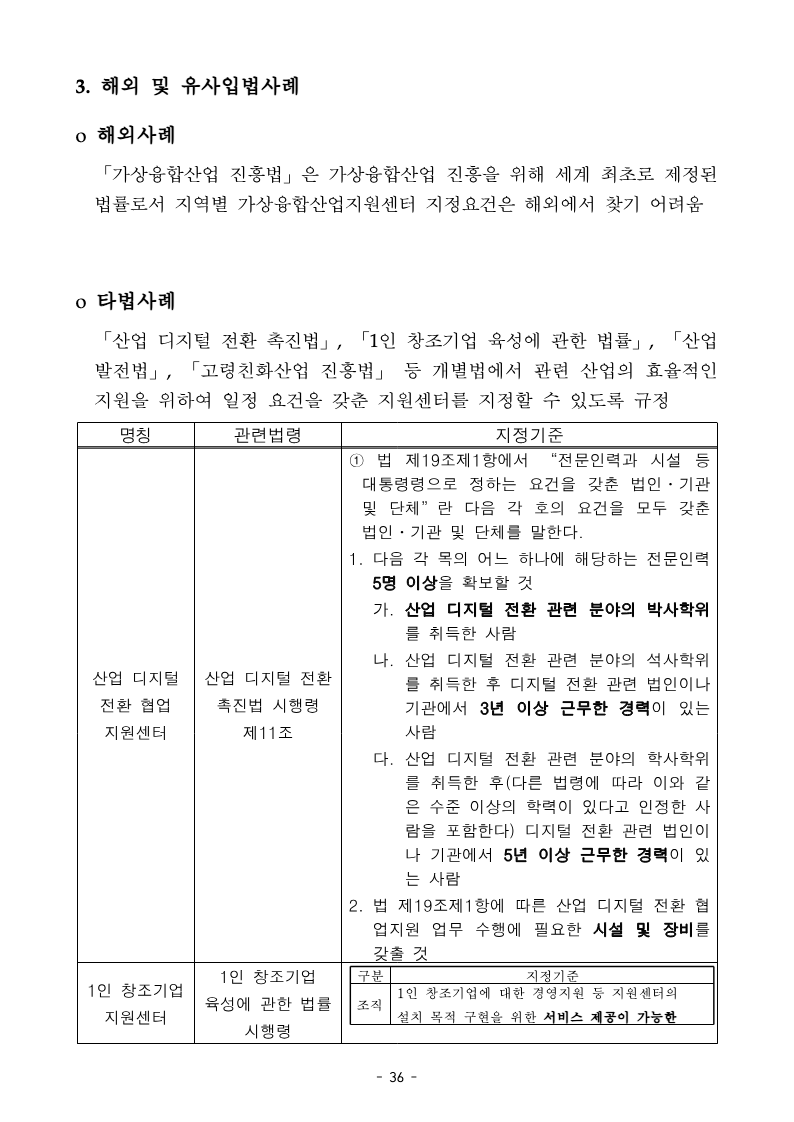 3. 해외 및 유사입법사례
o 해외사례
「가상융합산업 진흥법」은 가상융합산업 진흥을 위해 세계 최초로 제정된
법률로서 지역별 가상융합산업지원센터 지정요건은 해외에서 찾기 어려움
o 타법사례
「산업 디지털 전환 촉진법」, 「1인 창조기업 육성에 관한 법률」, 「산업
발전법」, 「고령친화산업 진흥법」 등 개별법에서 관련 산업의 효율적인
지원을 위하여 일정 요건을 갖춘 지원센터를 지정할 수 있도록 규정
명칭 관련법령 지정기준
산업 디지털
전환 협업
지원센터
산업 디지털 전환
촉진법 시행령
제11조
① 법 제19조제1항에서 “전문인력과 시설 등
대통령령으로 정하는 요건을 갖춘 법인ㆍ기관
및 단체”란 다음 각 호의 요건을 모두 갖춘
법인ㆍ기관 및 단체를 말한다.
1. 다음 각 목의 어느 하나에 해당하는 전문인력
5명 이상을 확보할 것
가. 산업 디지털 전환 관련 분야의 박사학위
를 취득한 사람
나. 산업 디지털 전환 관련 분야의 석사학위
를 취득한 후 디지털 전환 관련 법인이나
기관에서 3년 이상 근무한 경력이 있는
사람
다. 산업 디지털 전환 관련 분야의 학사학위
를 취득한 후(다른 법령에 따라 이와 같
은 수준 이상의 학력이 있다고 인정한 사
람을 포함한다) 디지털 전환 관련 법인이
나 기관에서 5년 이상 근무한 경력이 있
는 사람
2. 법 제19조제1항에 따른 산업 디지털 전환 협
업지원 업무 수행에 필요한 시설 및 장비를
갖출 것
1인 창조기업
지원센터
1인 창조기업
육성에 관한 법률
시행령
구분 지정기준
조직
1인 창조기업에 대한 경영지원 등 지원센터의
설치 목적 구현을 위한 서비스 제공이 가능한
- 36 -